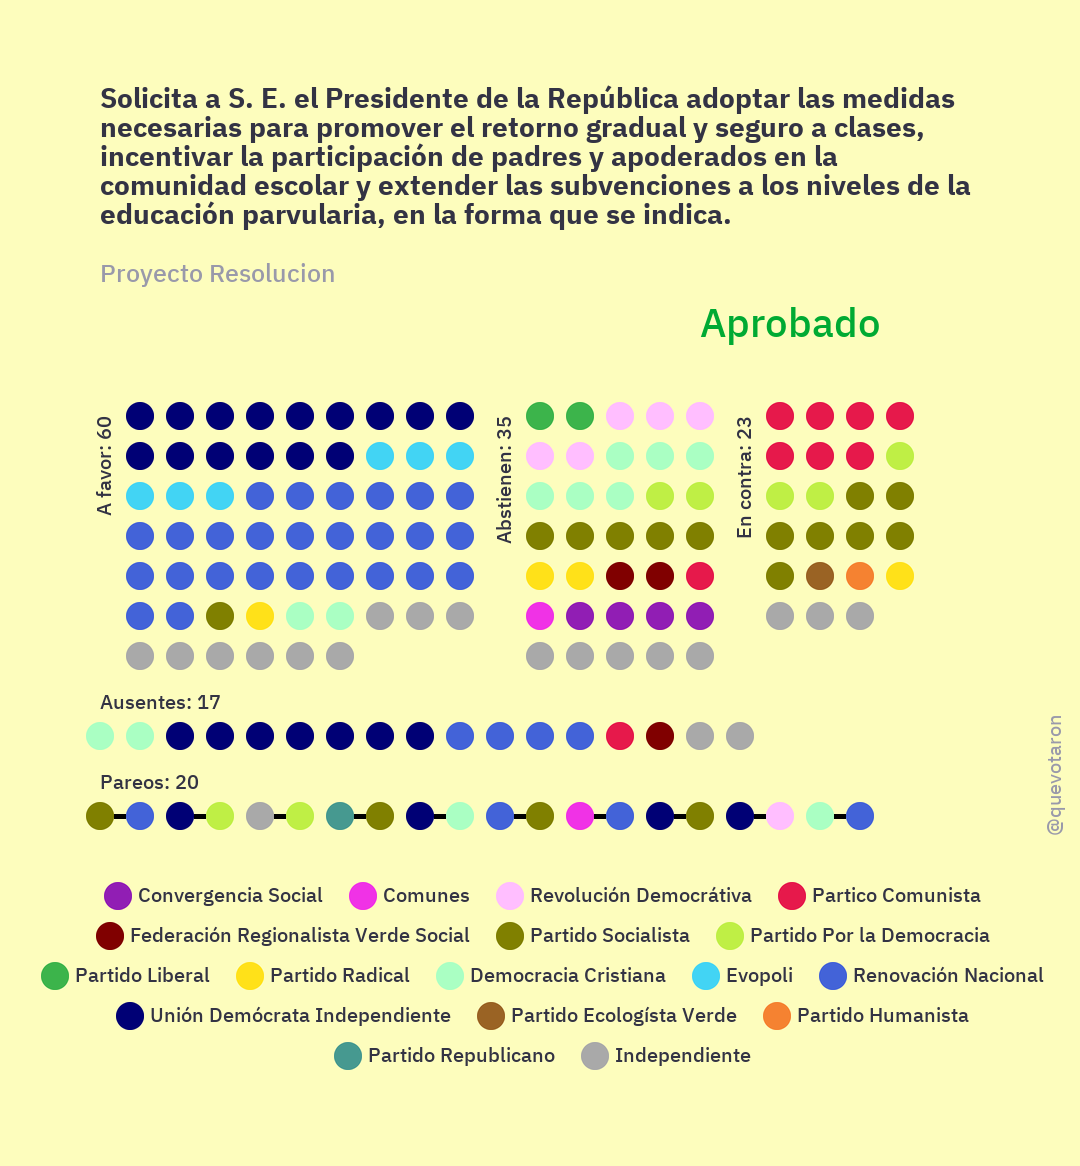 Solicita a S. E. el Presidente de la República adoptar las medidas
necesarias para promover el retorno gradual y seguro a clases,
incentivar la participación de padres y apoderados en la
comunidad escolar y extender las subvenciones a los niveles de la
educación parvularia, en la forma que se indica.
Proyecto Resolucion
Aprobado
A favor: 60
Abstienen: 35
En contra: 23
Ausentes: 17
Pareos: 20
@quevotaron
Convergencia Social Comunes Revolución Democrátiva Partico Comunista
Federación Regionalista Verde Social Partido Socialista Partido Por la Democracia
Partido Liberal Partido Radical Democracia Cristiana Evopoli Renovación Nacional
Unión Demócrata Independiente Partido Ecologísta Verde Partido Humanista
Partido Republicano Independiente